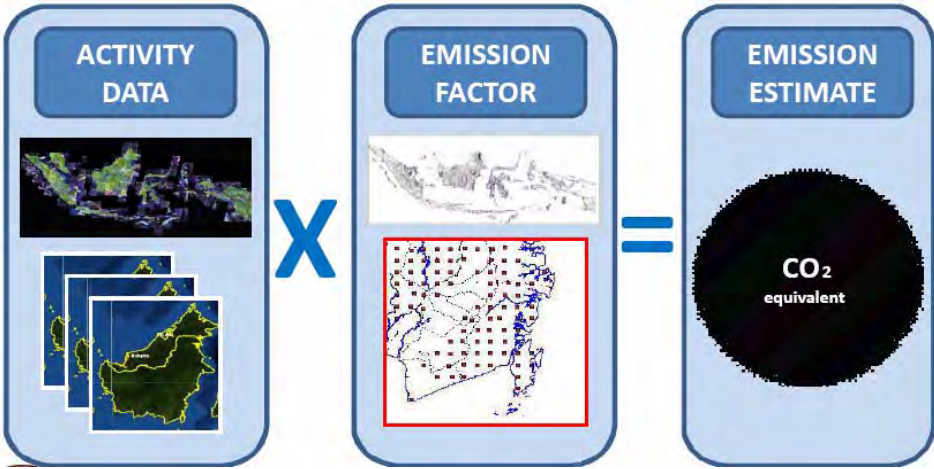 ACTIVITY
DATA
X
EMISSION
FACTOR
=
EMISSION
ESTIMATE
CO₂
equivalent